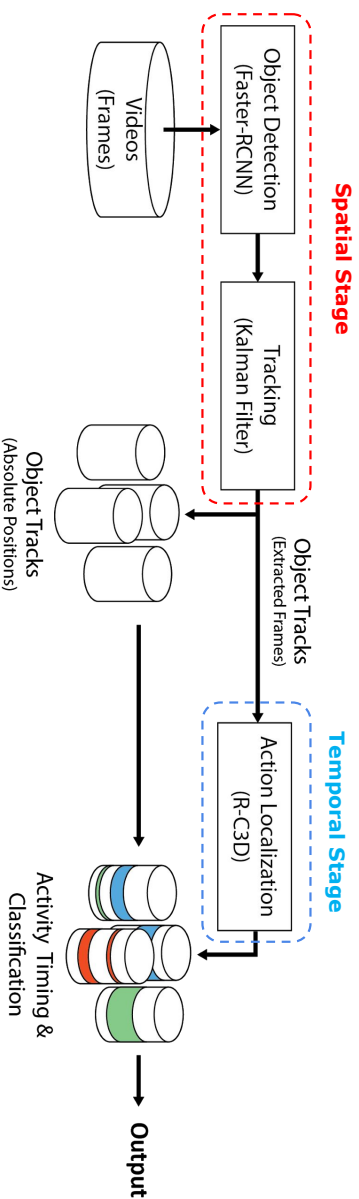 Spatial Stage
Temporal Stage
Object Detection
(Faster-RCNN)
Tracking
(Kalman Filter)
Object Tracks
(Extracted Frames)
Action Localization
(R-C3D)
Videos
(Frames)
Object Tracks
(Absolute Positions)
Activity Timing &
Classification
Output